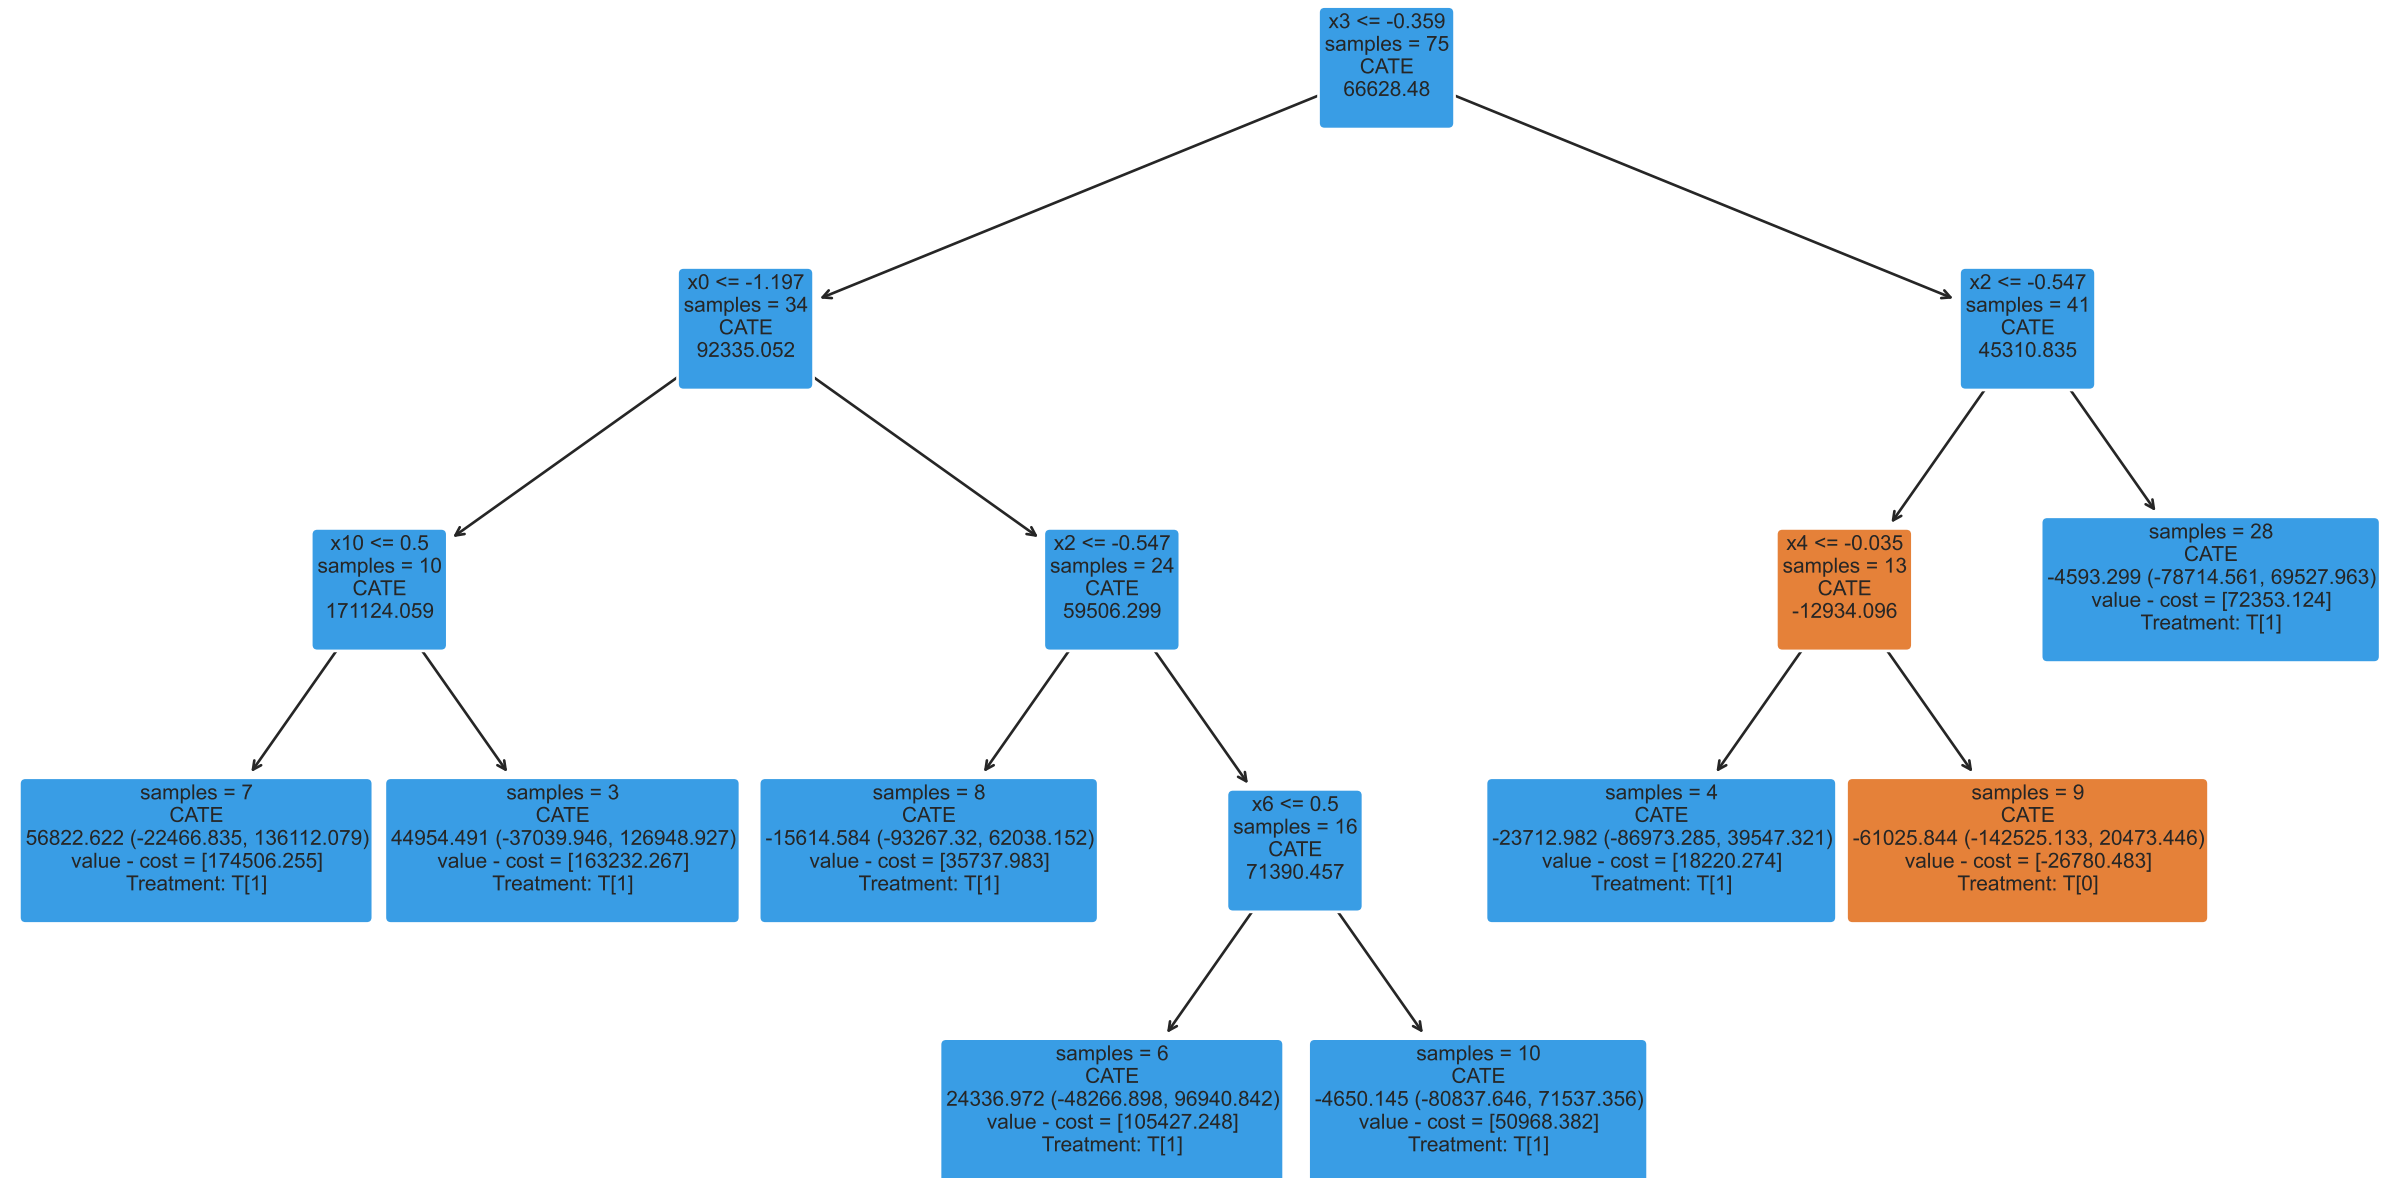 x3 <= -0.359
samples = 75
CATE
66628.48
x0 <= -1.197
samples = 34
CATE
92335.052
x2 <= -0.547
samples = 41
CATE
45310.835
x10 <= 0.5
samples = 10
CATE
171124.059
x2 <= -0.547
samples = 24
CATE
59506.299
x4 <= -0.035
samples = 13
CATE
-12934.096
samples = 28
CATE
-4593.299 (-78714.561, 69527.963)
value - cost = [72353.124]
Treatment: T[1]
samples = 7
CATE
56822.622 (-22466.835, 136112.079)
value - cost = [174506.255]
Treatment: T[1]
samples = 3
CATE
44954.491 (-37039.946, 126948.927)
value - cost = [163232.267]
Treatment: T[1]
samples = 8
CATE
-15614.584 (-93267.32, 62038.152)
value - cost = [35737.983]
Treatment: T[1]
x6 <= 0.5
samples = 16
CATE
71390.457
samples = 4
CATE
-23712.982 (-86973.285, 39547.321)
value - cost = [18220.274]
Treatment: T[1]
samples = 9
CATE
-61025.844 (-142525.133, 20473.446)
value - cost = [-26780.483]
Treatment: T[0]
samples = 6
CATE
24336.972 (-48266.898, 96940.842)
value - cost = [105427.248]
Treatment: T[1]
samples = 10
CATE
-4650.145 (-80837.646, 71537.356)
value - cost = [50968.382]
Treatment: T[1]